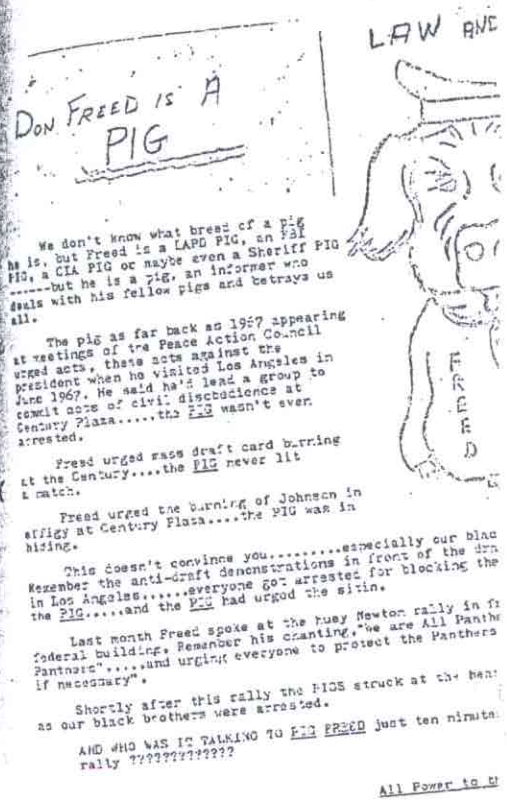 LAW AND
DON FREED IS A
PIG
We don't know what breed of a pig
he is, but Freed is a LAPD PIG, an FBI
PIG, a CIA PIG or maybe even a Sheriff PIG
------but he is a pig, an informer who
deals with his fellow pigs and betrays us
all.
The pig as far back as 1967 appearing
at meetings of the Peace Action Council
urged acts, these acts against the
president when he visited Los Angeles in
June 1967. He said he'd lead a group to
commit acts of civil disobedience at
Century Plaza.....the PIG wasn't even
arrested.
Freed urged mass draft card burning
at the Century....the PIG never lit
a match.
Freed urged the burning of Johnson in
effigy at Century Plaza....the PIG was in
hiding.
This doesn't convince you.........especially our blac
Remember the anti-draft demonstrations in front of the
in Los Angeles......everyone got arrested for blocking the
the PIG.....and the PIG had urged the sitin.
Last month Freed spoke at the huey Newton rally in
federal building. Remember his chanting,"We are All Panthe
Panthers".....and urging everyone to protect the Panthers
if necessary".
Shortly after this rally the PIGS struck at the
as our black brothers were arrested.
AND WHO WAS IT TALKING TO PIG FREED just ten minute
rally ?????????????
All Power to
FREED